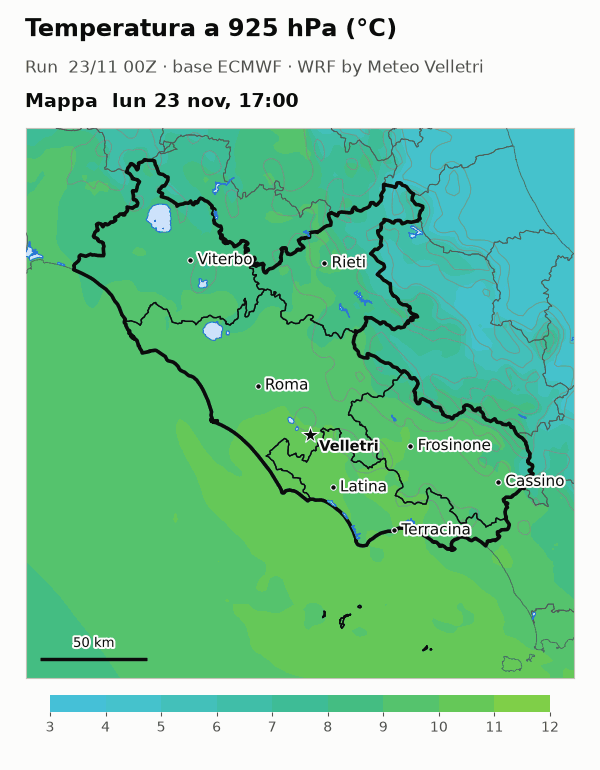 Temperatura a 925 hPa (°C)
Run  23/11 00Z · base ECMWF · WRF by Meteo Velletri
Mappa  lun 23 nov, 17:00
Viterbo
Rieti
Roma
Velletri
Frosinone
Cassino
Latina
Terracina
50 km
3 4 5 6 7 8 9 10 11 12